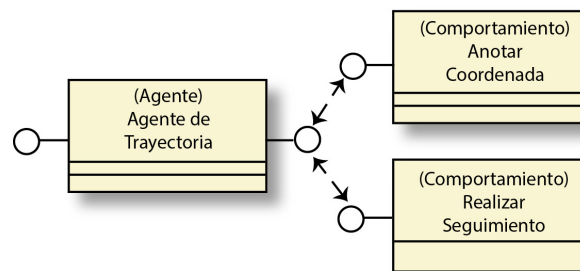 (Agente)
Agente de
Trayectoria
(Comportamiento)
Anotar
Coordenada
(Comportamiento)
Realizar
Seguimiento